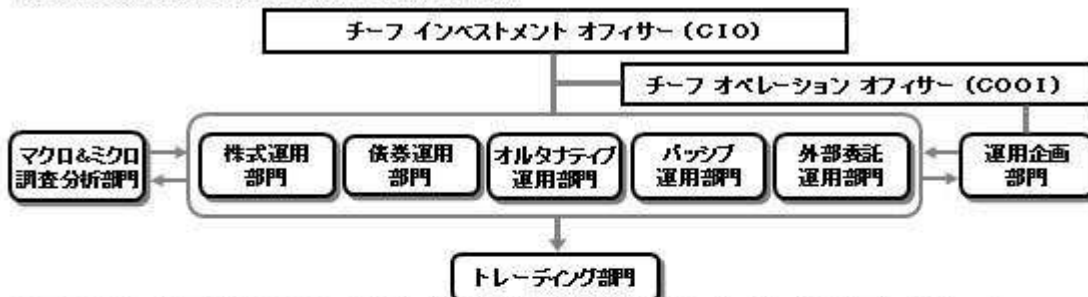 チーフ インベストメント オフィサー (CIO)
チーフ オペレーション オフィサー (COOI)
マクロ&ミクロ
調査分析部門
株式運用
部門
債券運用
部門
オルタナティブ
運用部門
パッシブ
運用部門
外部委託
運用部門
運用企画
部門
トレーディング部門